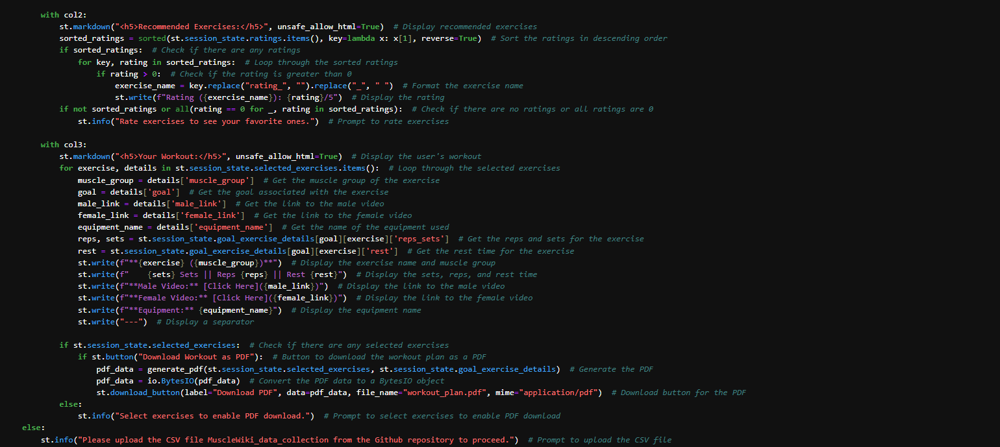 with col2:
        st.markdown("<h5>Recommended Exercises:</h5>", unsafe_allow_html=True)  # Display recommended exercises
        sorted_ratings = sorted(st.session_state.ratings.items(), key=lambda x: x[1], reverse=True)  # Sort the ratings in descending order
        if sorted_ratings:  # Check if there are any ratings
            for key, rating in sorted_ratings:  # Loop through the sorted ratings
                if rating > 0:  # Check if the rating is greater than 0
                    exercise_name = key.replace("rating_", "").replace("_", " ")  # Format the exercise name
                    st.write(f"Rating ({exercise_name}): {rating}/5")  # Display the rating
        if not sorted_ratings or all(rating == 0 for _, rating in sorted_ratings):  # Check if there are no ratings or all ratings are 0
            st.info("Rate exercises to see your favorite ones.")  # Prompt to rate exercises

    with col3:
        st.markdown("<h5>Your Workout:</h5>", unsafe_allow_html=True)  # Display the user's workout
        for exercise, details in st.session_state.selected_exercises.items():  # Loop through the selected exercises
            muscle_group = details['muscle_group']  # Get the muscle group of the exercise
            goal = details['goal']  # Get the goal associated with the exercise
            male_link = details['male_link']  # Get the link to the male video
            female_link = details['female_link']  # Get the link to the female video
            equipment_name = details['equipment_name']  # Get the name of the equipment used
            reps, sets = st.session_state.goal_exercise_details[goal][exercise]['reps_sets']  # Get the reps and sets for the exercise
            rest = st.session_state.goal_exercise_details[goal][exercise]['rest']  # Get the rest time for the exercise
            st.write(f"**{exercise} ({muscle_group})**")  # Display the exercise name and muscle group
            st.write(f"    {sets} Sets || Reps {reps} || Rest {rest}")  # Display the sets, reps, and rest time
            st.write(f"**Male Video:** [Click Here]({male_link})")  # Display the link to the male video
            st.write(f"**Female Video:** [Click Here]({female_link})")  # Display the link to the female video
            st.write(f"**Equipment:** {equipment_name}")  # Display the equipment name
            st.write("---")  # Display a separator

        if st.session_state.selected_exercises:  # Check if there are any selected exercises
            if st.button("Download Workout as PDF"):  # Button to download the workout plan as a PDF
                pdf_data = generate_pdf(st.session_state.selected_exercises, st.session_state.goal_exercise_details)  # Generate the PDF
                pdf_data = io.BytesIO(pdf_data)  # Convert the PDF data to a BytesIO object
                st.download_button(label="Download PDF", data=pdf_data, file_name="workout_plan.pdf", mime="application/pdf")  # Download button for the PDF
        else:
            st.info("Select exercises to enable PDF download.")  # Prompt to select exercises to enable PDF download
else:
    st.info("Please upload the CSV file MuscleWiki_data_collection from the Github repository to proceed.")  # Prompt to upload the CSV file